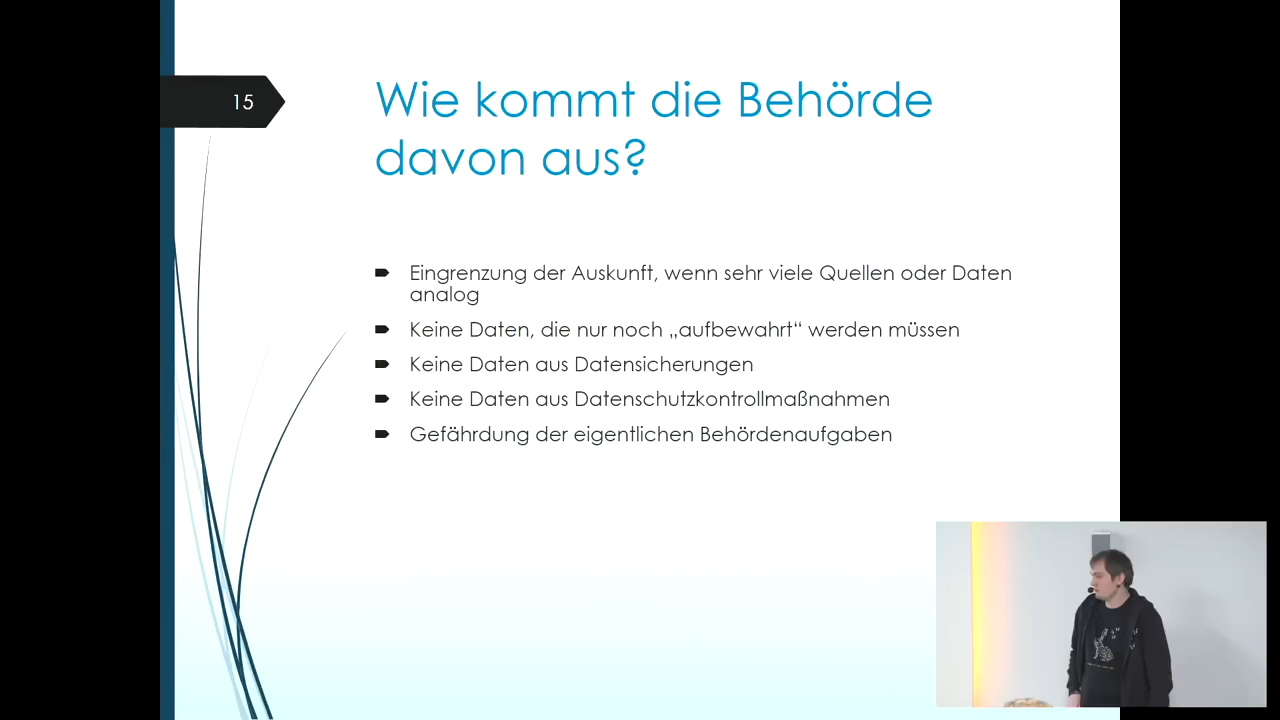 15
Wie kommt die Behörde
davon aus?
Eingrenzung der Auskunft, wenn sehr viele Quellen oder Daten
analog
Keine Daten, die nur noch „aufbewahrt“ werden müssen
Keine Daten aus Datensicherungen
Keine Daten aus Datenschutzkontrollmaßnahmen
Gefährdung der eigentlichen Behördenaufgaben